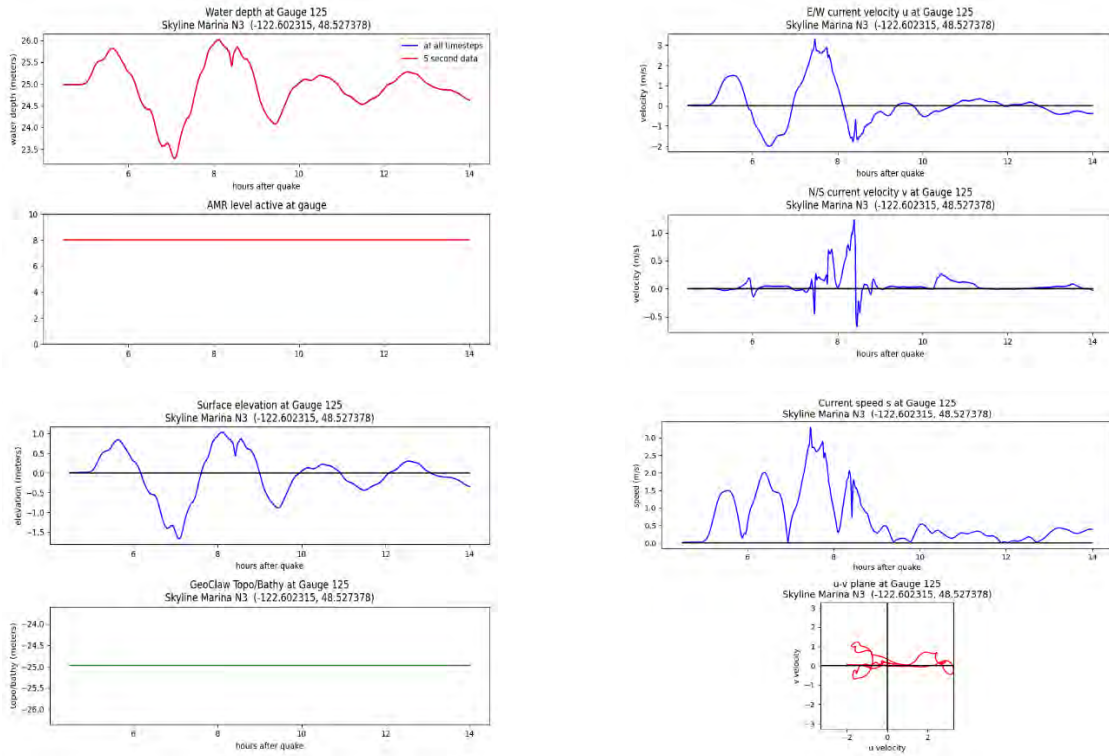 Water depth at Gauge 125
Skyline Marina N3 (-122.602315, 48.527378)
26.0
25.5
25.0
24.5
24.0
23.5
water depth (meters)
at all timesteps
5 second data
6 8 10 12 14
hours after quake
AMR level active at gauge
10
8
6
4
2
0
6 8 10 12 14
Surface elevation at Gauge 125
Skyline Marina N3 (-122.602315, 48.527378)
1.0
0.5
0.0
−0.5
−1.0
−1.5
elevation (meters)
6 8 10 12 14
hours after quake
GeoClaw Topo/Bathy at Gauge 125
Skyline Marina N3 (-122.602315, 48.527378)
−24.0
−24.5
−25.0
−25.5
−26.0
topo/bathy (meters)
6 8 10 12 14
hours after quake
E/W current velocity u at Gauge 125
Skyline Marina N3 (-122.602315, 48.527378)
3
2
1
0
−1
−2
velocity (m/s)
6 8 10 12 14
hours after quake
N/S current velocity v at Gauge 125
Skyline Marina N3 (-122.602315, 48.527378)
1.0
0.5
0.0
−0.5
velocity (m/s)
6 8 10 12 14
hours after quake
Current speed s at Gauge 125
Skyline Marina N3 (-122.602315, 48.527378)
3.0
2.5
2.0
1.5
1.0
0.5
0.0
speed (m/s)
6 8 10 12 14
hours after quake
u-v plane at Gauge 125
Skyline Marina N3 (-122.602315, 48.527378)
3
2
1
0
−1
−2
−3
v velocity
−2 0 2
u velocity